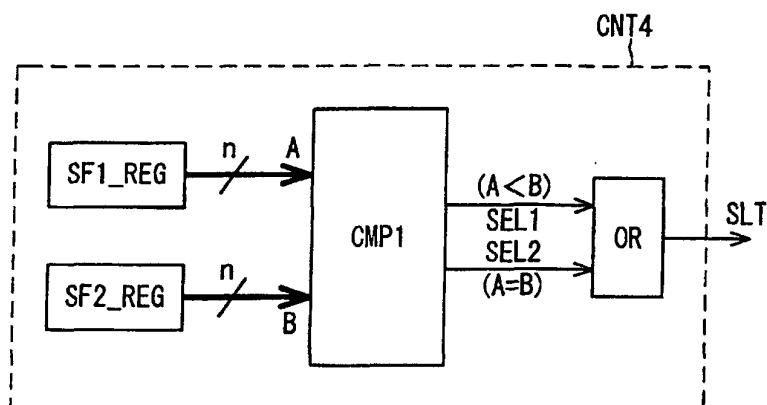 CNT4
SF1_REG
n
A
CMP1
(A<B)
SEL1
SEL2
(A=B)
OR
SLT
SF2_REG
n
B